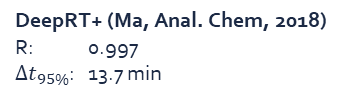 DeepRT+ (Ma, Anal. Chem, 2018)
R: 0.997
Δt95%: 13.7 min